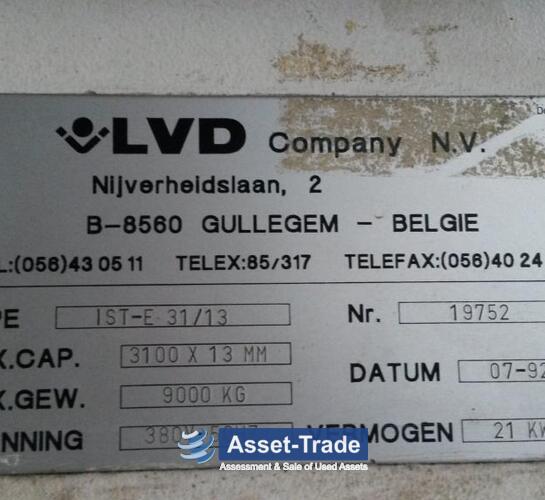 LVD Company N.V.
Nijverheidslaan, 2
B-8560 GULLEGEM - BELGIE
L:(056)43 05 11 TELEX:85/317 TELEFAX:(056)40 24
PE IST-E 31/13 Nr. 19752
X.CAP. 3100 X 13 MM
DATUM 07-92
X.GEW. 9000 KG
NNING VERMOGEN 21 KW
Asset-Trade
Assessment & Sale of Used Assets